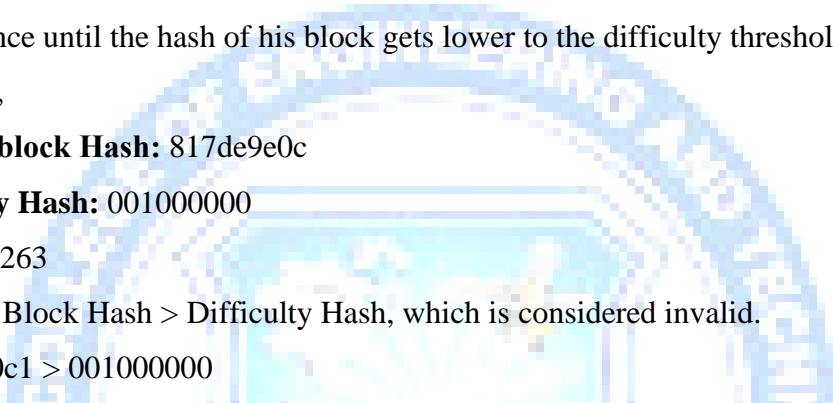 nce until the hash of his block gets lower to the difficulty threshol
,
block Hash: 817de9e0c
y Hash: 001000000
263
Block Hash > Difficulty Hash, which is considered invalid.
0c1 > 001000000